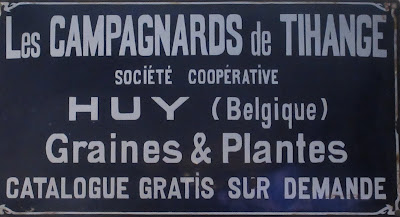 Les CAMPAGNARDS de TIHANGE
SOCIÉTÉ COOPÉRATIVE
HUY (Belgique)
Graines & Plantes
CATALOGUE GRATIS SUR DEMANDE